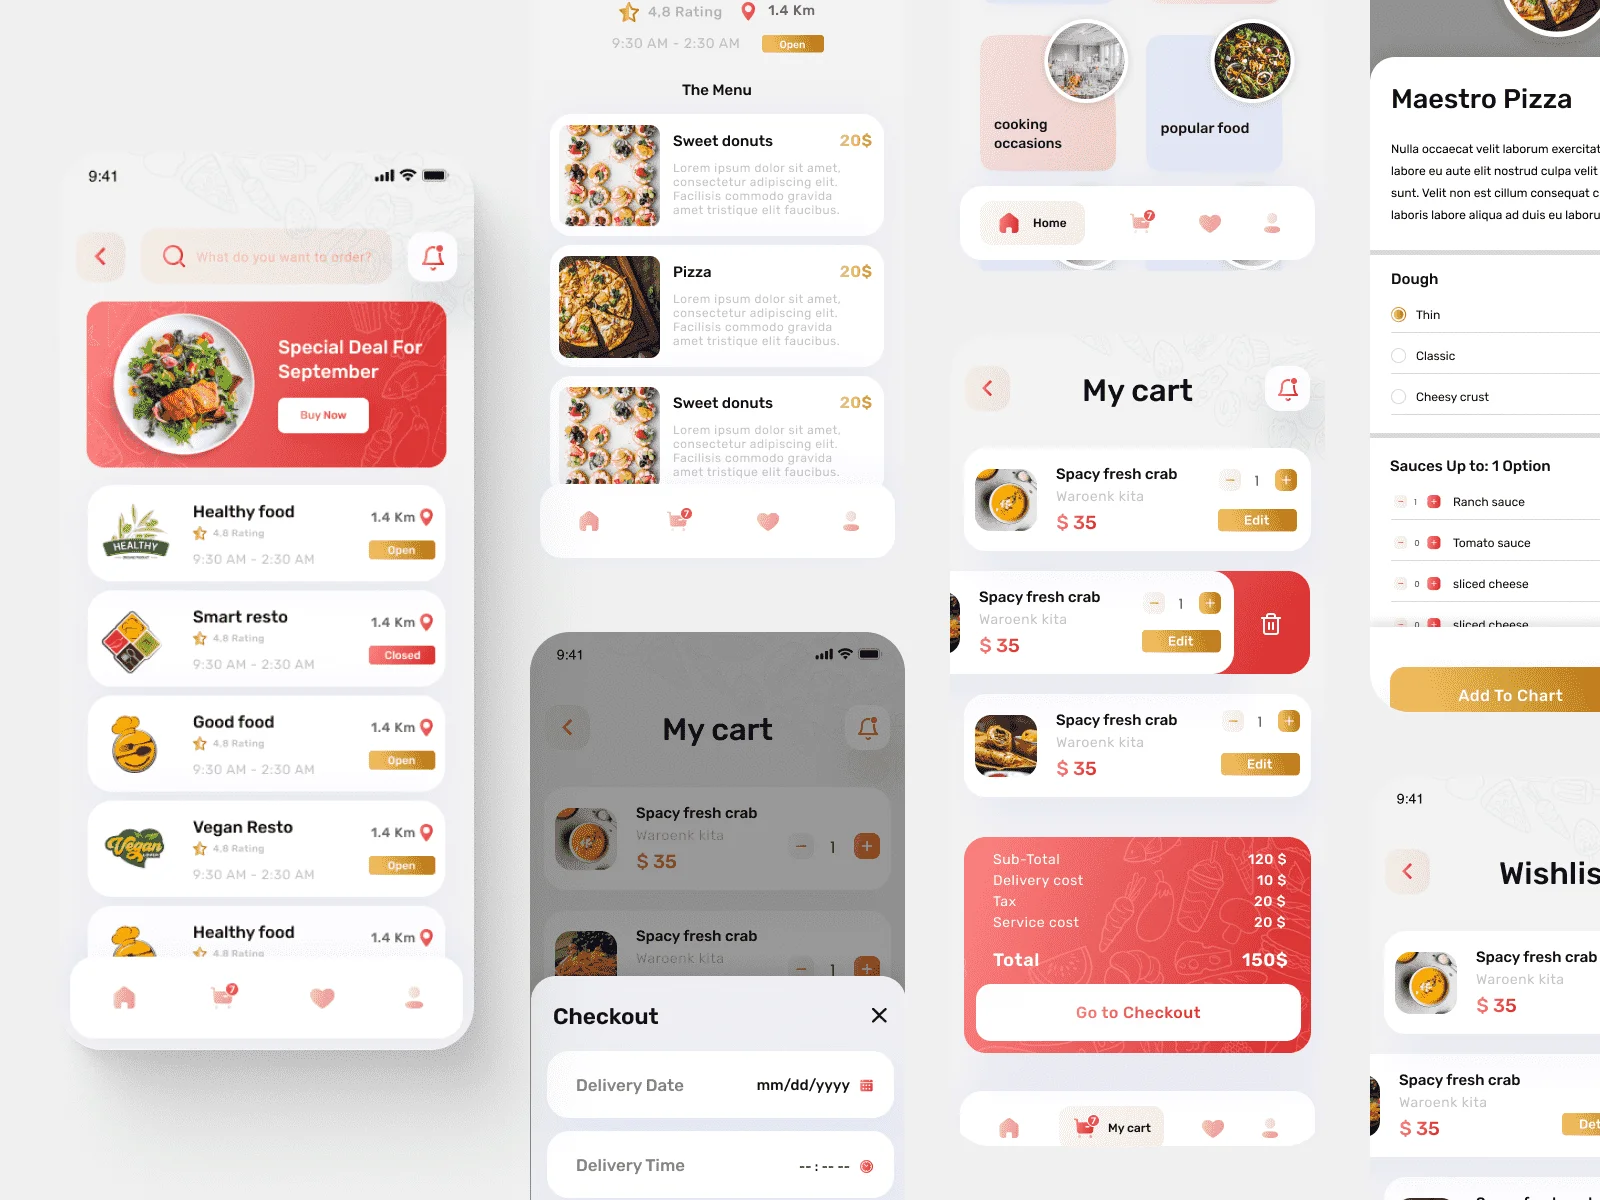 9:41
What do you want to order?
Special Deal For
September
Buy Now
Healthy food
4,8 Rating
9:30 AM - 2:30 AM
1.4 Km
Open
HEALTHY
Smart resto
4,8 Rating
9:30 AM - 2:30 AM
1.4 Km
Closed
Good food
4,8 Rating
9:30 AM - 2:30 AM
1.4 Km
Open
Vegan Resto
4,8 Rating
9:30 AM - 2:30 AM
1.4 Km
Open
Vegan
Healthy food
4,8 Rating
1.4 Km
7
4,8 Rating
1.4 Km
9:30 AM - 2:30 AM
Open
The Menu
Sweet donuts
20$
Lorem ipsum dolor sit amet,
consectetur adipiscing elit.
Facilisis commodo gravida
amet tristique elit faucibus.
Pizza
20$
Lorem ipsum dolor sit amet,
consectetur adipiscing elit.
Facilisis commodo gravida
amet tristique elit faucibus.
Sweet donuts
20$
Lorem ipsum dolor sit amet,
consectetur adipiscing elit.
Facilisis commodo gravida
amet tristique elit faucibus.
7
9:41
My cart
Spacy fresh crab
Waroenk kita
$ 35
1
Spacy fresh crab
Waroenk kita
1
Checkout
Delivery Date
mm/dd/yyyy
Delivery Time
-- : -- --
cooking
occasions
popular food
Home
7
My cart
Spacy fresh crab
Waroenk kita
$ 35
1
Edit
Spacy fresh crab
Waroenk kita
$ 35
1
Edit
Spacy fresh crab
Waroenk kita
$ 35
1
Edit
Sub-Total 120 $
Delivery cost 10 $
Tax 20 $
Service cost 20 $
Total 150$
Go to Checkout
7
My cart
Maestro Pizza
Nulla occaecat velit laborum exercitat
labore eu aute elit nostrud culpa velit
sunt. Velit non est cillum consequat c
laboris labore aliqua ad duis eu laboru
Dough
Thin
Classic
Cheesy crust
Sauces Up to: 1 Option
1 Ranch sauce
0 Tomato sauce
0 sliced cheese
0 sliced cheese
Add To Chart
9:41
Wishlis
Spacy fresh crab
Waroenk kita
$ 35
Spacy fresh crab
Waroenk kita
$ 35
Det